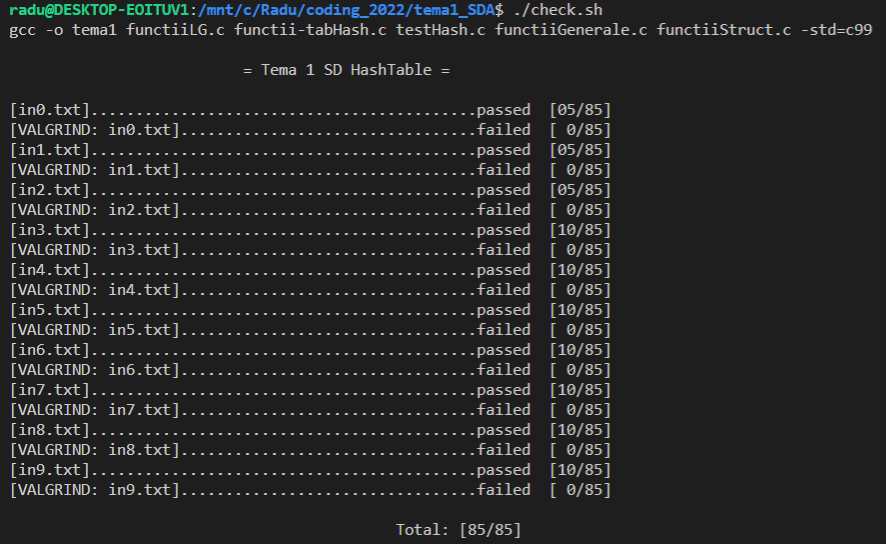 radu@DESKTOP-EOITUV1:/mnt/c/Radu/coding_2022/tema1_SDA$ ./check.sh
gcc -o tema1 functiiLG.c functii-tabHash.c testHash.c functiiGenerale.c functiiStruct.c -std=c99
= Tema 1 SD HashTable =
[in0.txt]...........................................passed [05/85]
[VALGRIND: in0.txt].................................failed [ 0/85]
[in1.txt]...........................................passed [05/85]
[VALGRIND: in1.txt].................................failed [ 0/85]
[in2.txt]...........................................passed [05/85]
[VALGRIND: in2.txt].................................failed [ 0/85]
[in3.txt]...........................................passed [10/85]
[VALGRIND: in3.txt].................................failed [ 0/85]
[in4.txt]...........................................passed [10/85]
[VALGRIND: in4.txt].................................failed [ 0/85]
[in5.txt]...........................................passed [10/85]
[VALGRIND: in5.txt].................................failed [ 0/85]
[in6.txt]...........................................passed [10/85]
[VALGRIND: in6.txt].................................failed [ 0/85]
[in7.txt]...........................................passed [10/85]
[VALGRIND: in7.txt].................................failed [ 0/85]
[in8.txt]...........................................passed [10/85]
[VALGRIND: in8.txt].................................failed [ 0/85]
[in9.txt]...........................................passed [10/85]
[VALGRIND: in9.txt].................................failed [ 0/85]
Total: [85/85]